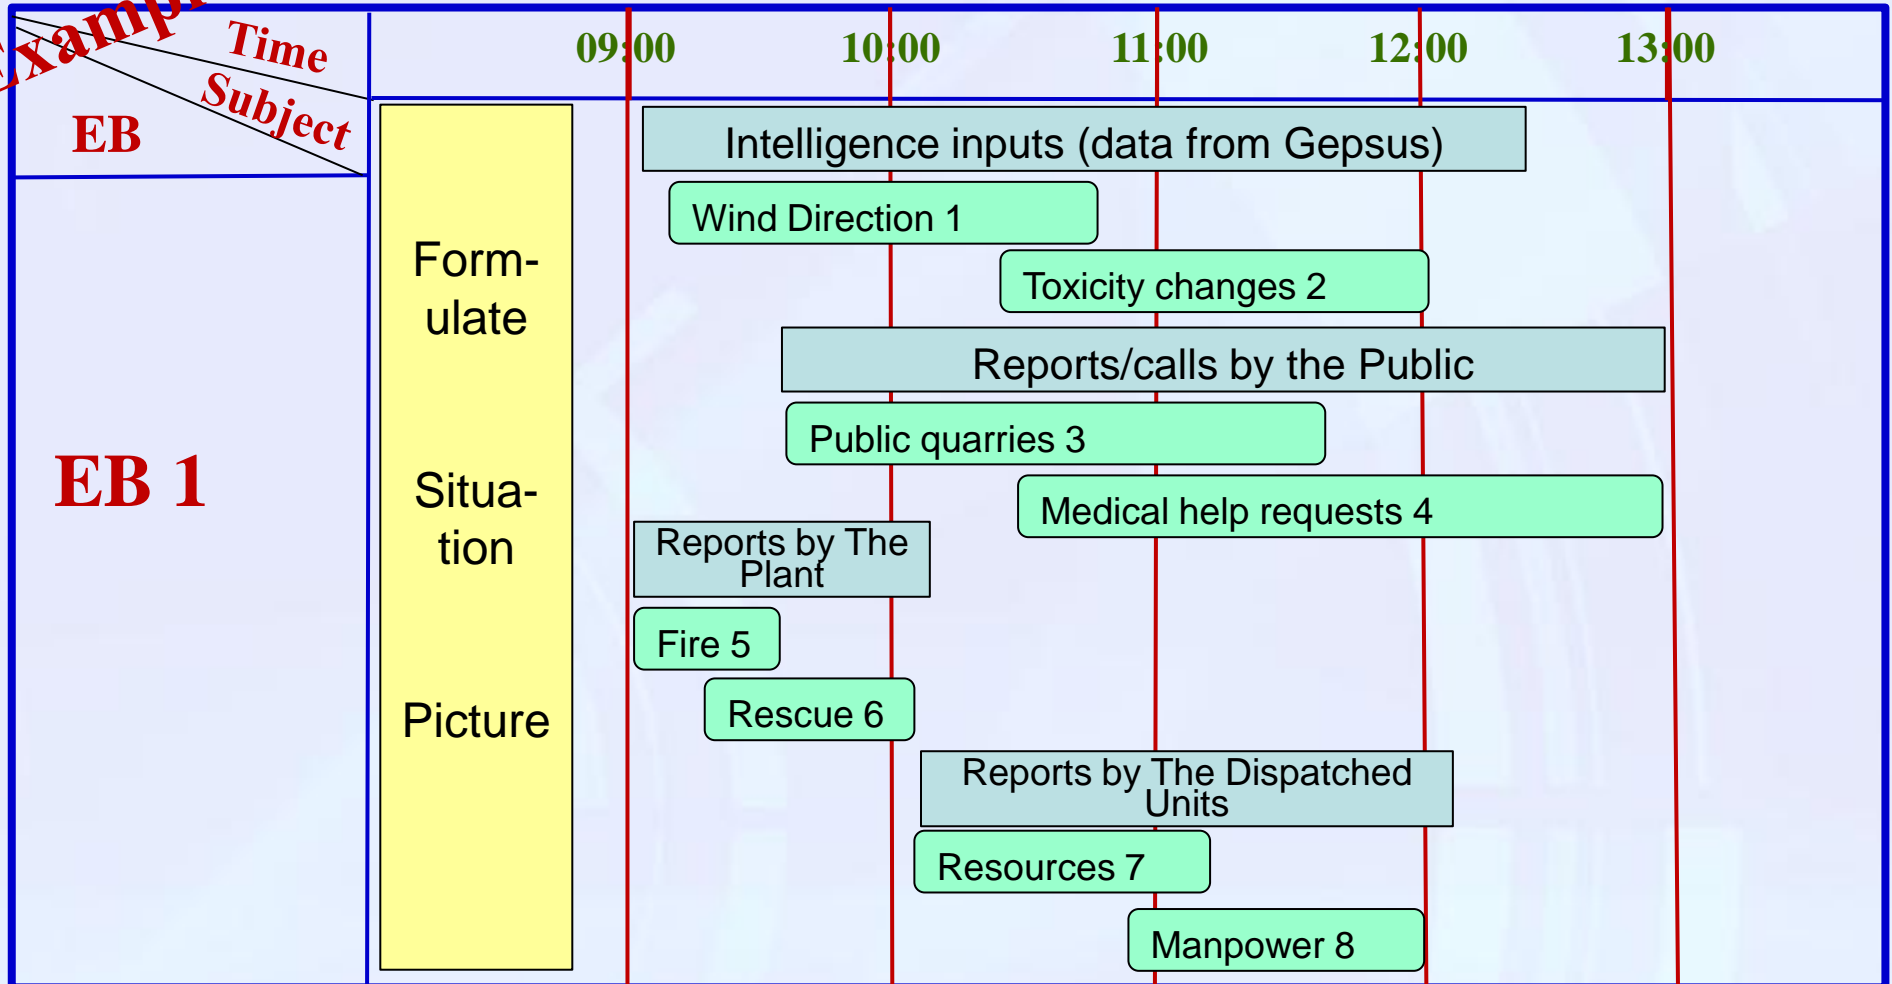 Time
Subject
EB
09:00
10:00
11:00
12:00
13:00
EB 1
Form-
ulate
Situa-
tion
Picture
Intelligence inputs (data from Gepsus)
Wind Direction 1
Toxicity changes 2
Reports/calls by the Public
Public quarries 3
Medical help requests 4
Reports by The
Plant
Fire 5
Rescue 6
Reports by The Dispatched
Units
Resources 7
Manpower 8